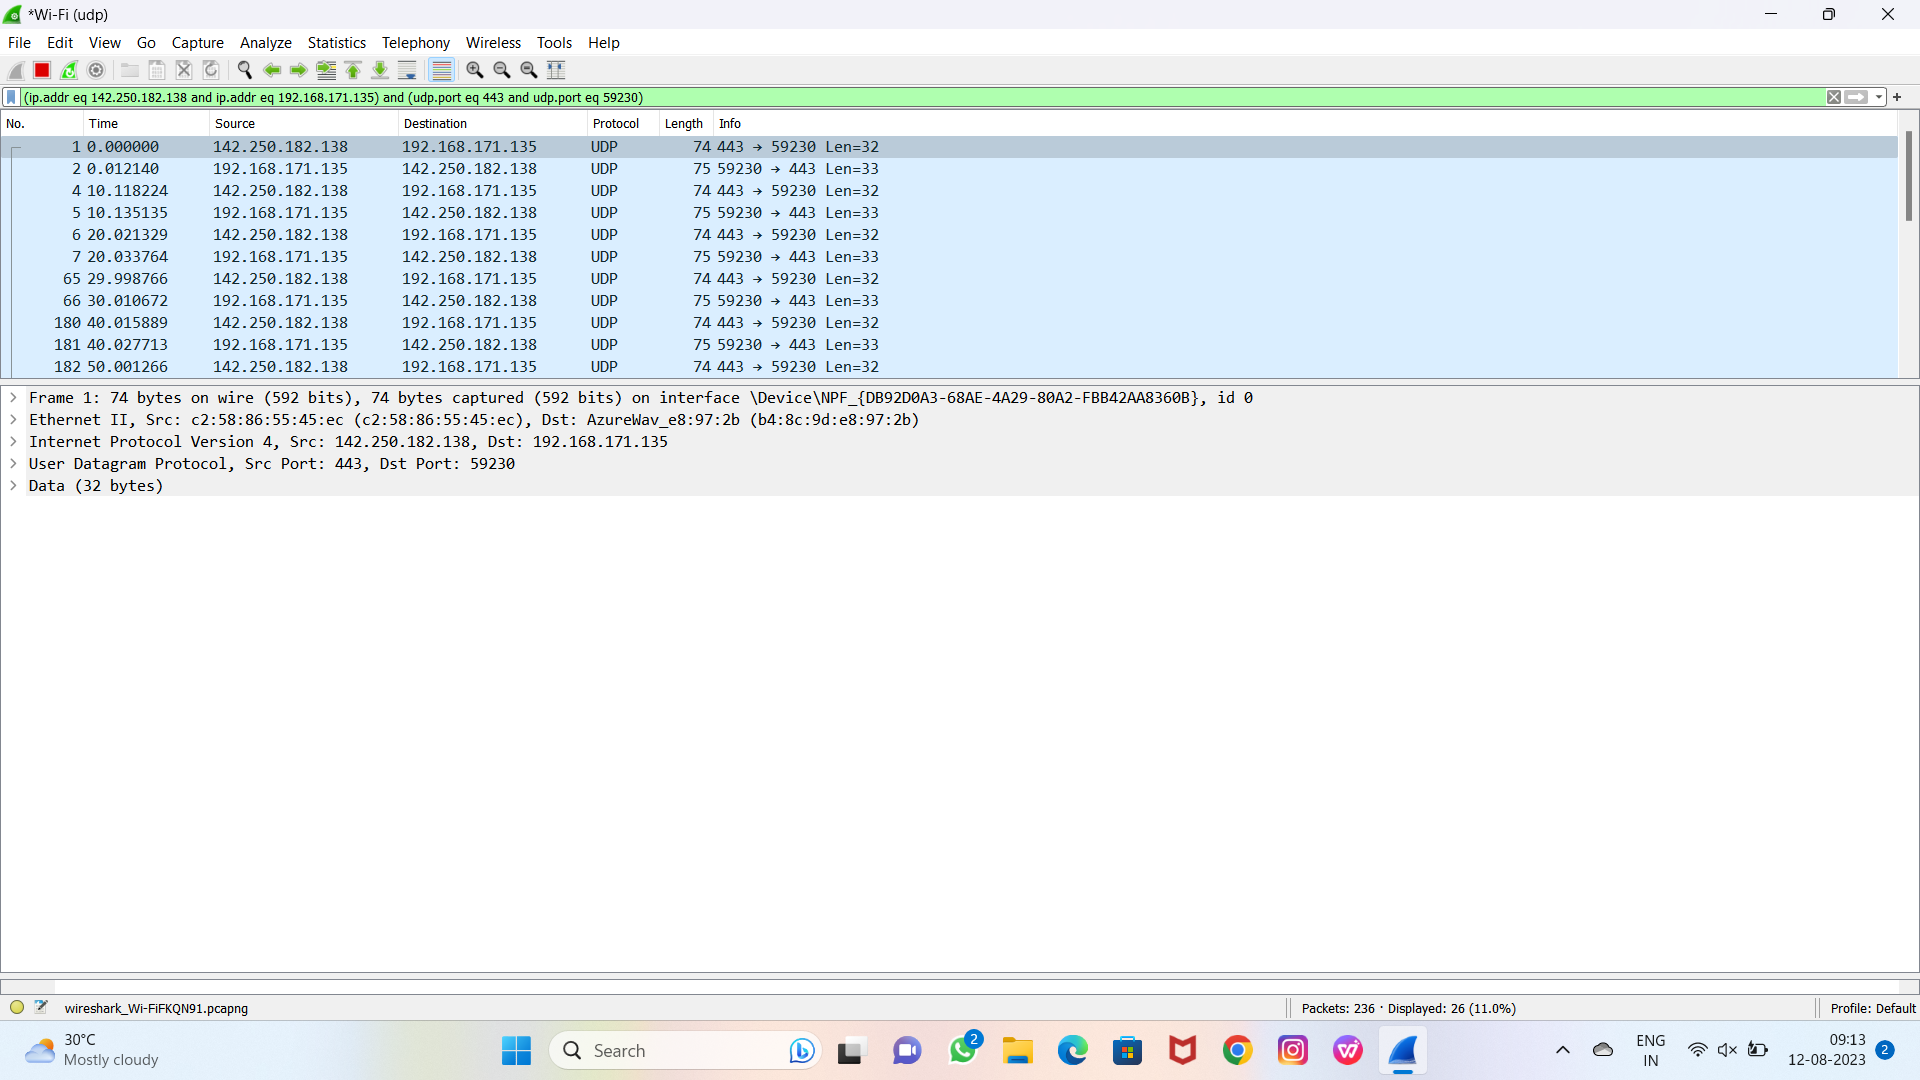 *Wi-Fi (udp)
File Edit View Go Capture Analyze Statistics Telephony Wireless Tools Help
(ip.addr eq 142.250.182.138 and ip.addr eq 192.168.171.135) and (udp.port eq 443 and udp.port eq 59230)
No. Time Source Destination Protocol Length Info
1 0.000000 142.250.182.138 192.168.171.135 UDP 74 443 → 59230 Len=32
2 0.012140 192.168.171.135 142.250.182.138 UDP 75 59230 → 443 Len=33
4 10.118224 142.250.182.138 192.168.171.135 UDP 74 443 → 59230 Len=32
5 10.135135 192.168.171.135 142.250.182.138 UDP 75 59230 → 443 Len=33
6 20.021329 142.250.182.138 192.168.171.135 UDP 74 443 → 59230 Len=32
7 20.033764 192.168.171.135 142.250.182.138 UDP 75 59230 → 443 Len=33
65 29.998766 142.250.182.138 192.168.171.135 UDP 74 443 → 59230 Len=32
66 30.010672 192.168.171.135 142.250.182.138 UDP 75 59230 → 443 Len=33
180 40.015889 142.250.182.138 192.168.171.135 UDP 74 443 → 59230 Len=32
181 40.027713 192.168.171.135 142.250.182.138 UDP 75 59230 → 443 Len=33
182 50.001266 142.250.182.138 192.168.171.135 UDP 74 443 → 59230 Len=32
Frame 1: 74 bytes on wire (592 bits), 74 bytes captured (592 bits) on interface \Device\NPF_{DB92D0A3-68AE-4A29-80A2-FBB42AA8360B}, id 0
Ethernet II, Src: c2:58:86:55:45:ec (c2:58:86:55:45:ec), Dst: AzureWav_e8:97:2b (b4:8c:9d:e8:97:2b)
Internet Protocol Version 4, Src: 142.250.182.138, Dst: 192.168.171.135
User Datagram Protocol, Src Port: 443, Dst Port: 59230
Data (32 bytes)
wireshark_Wi-FiFKQN91.pcapng Packets: 236 · Displayed: 26 (11.0%) Profile: Default
30°C
Mostly cloudy
Search
2
ENG
IN
09:13
12-08-2023
2